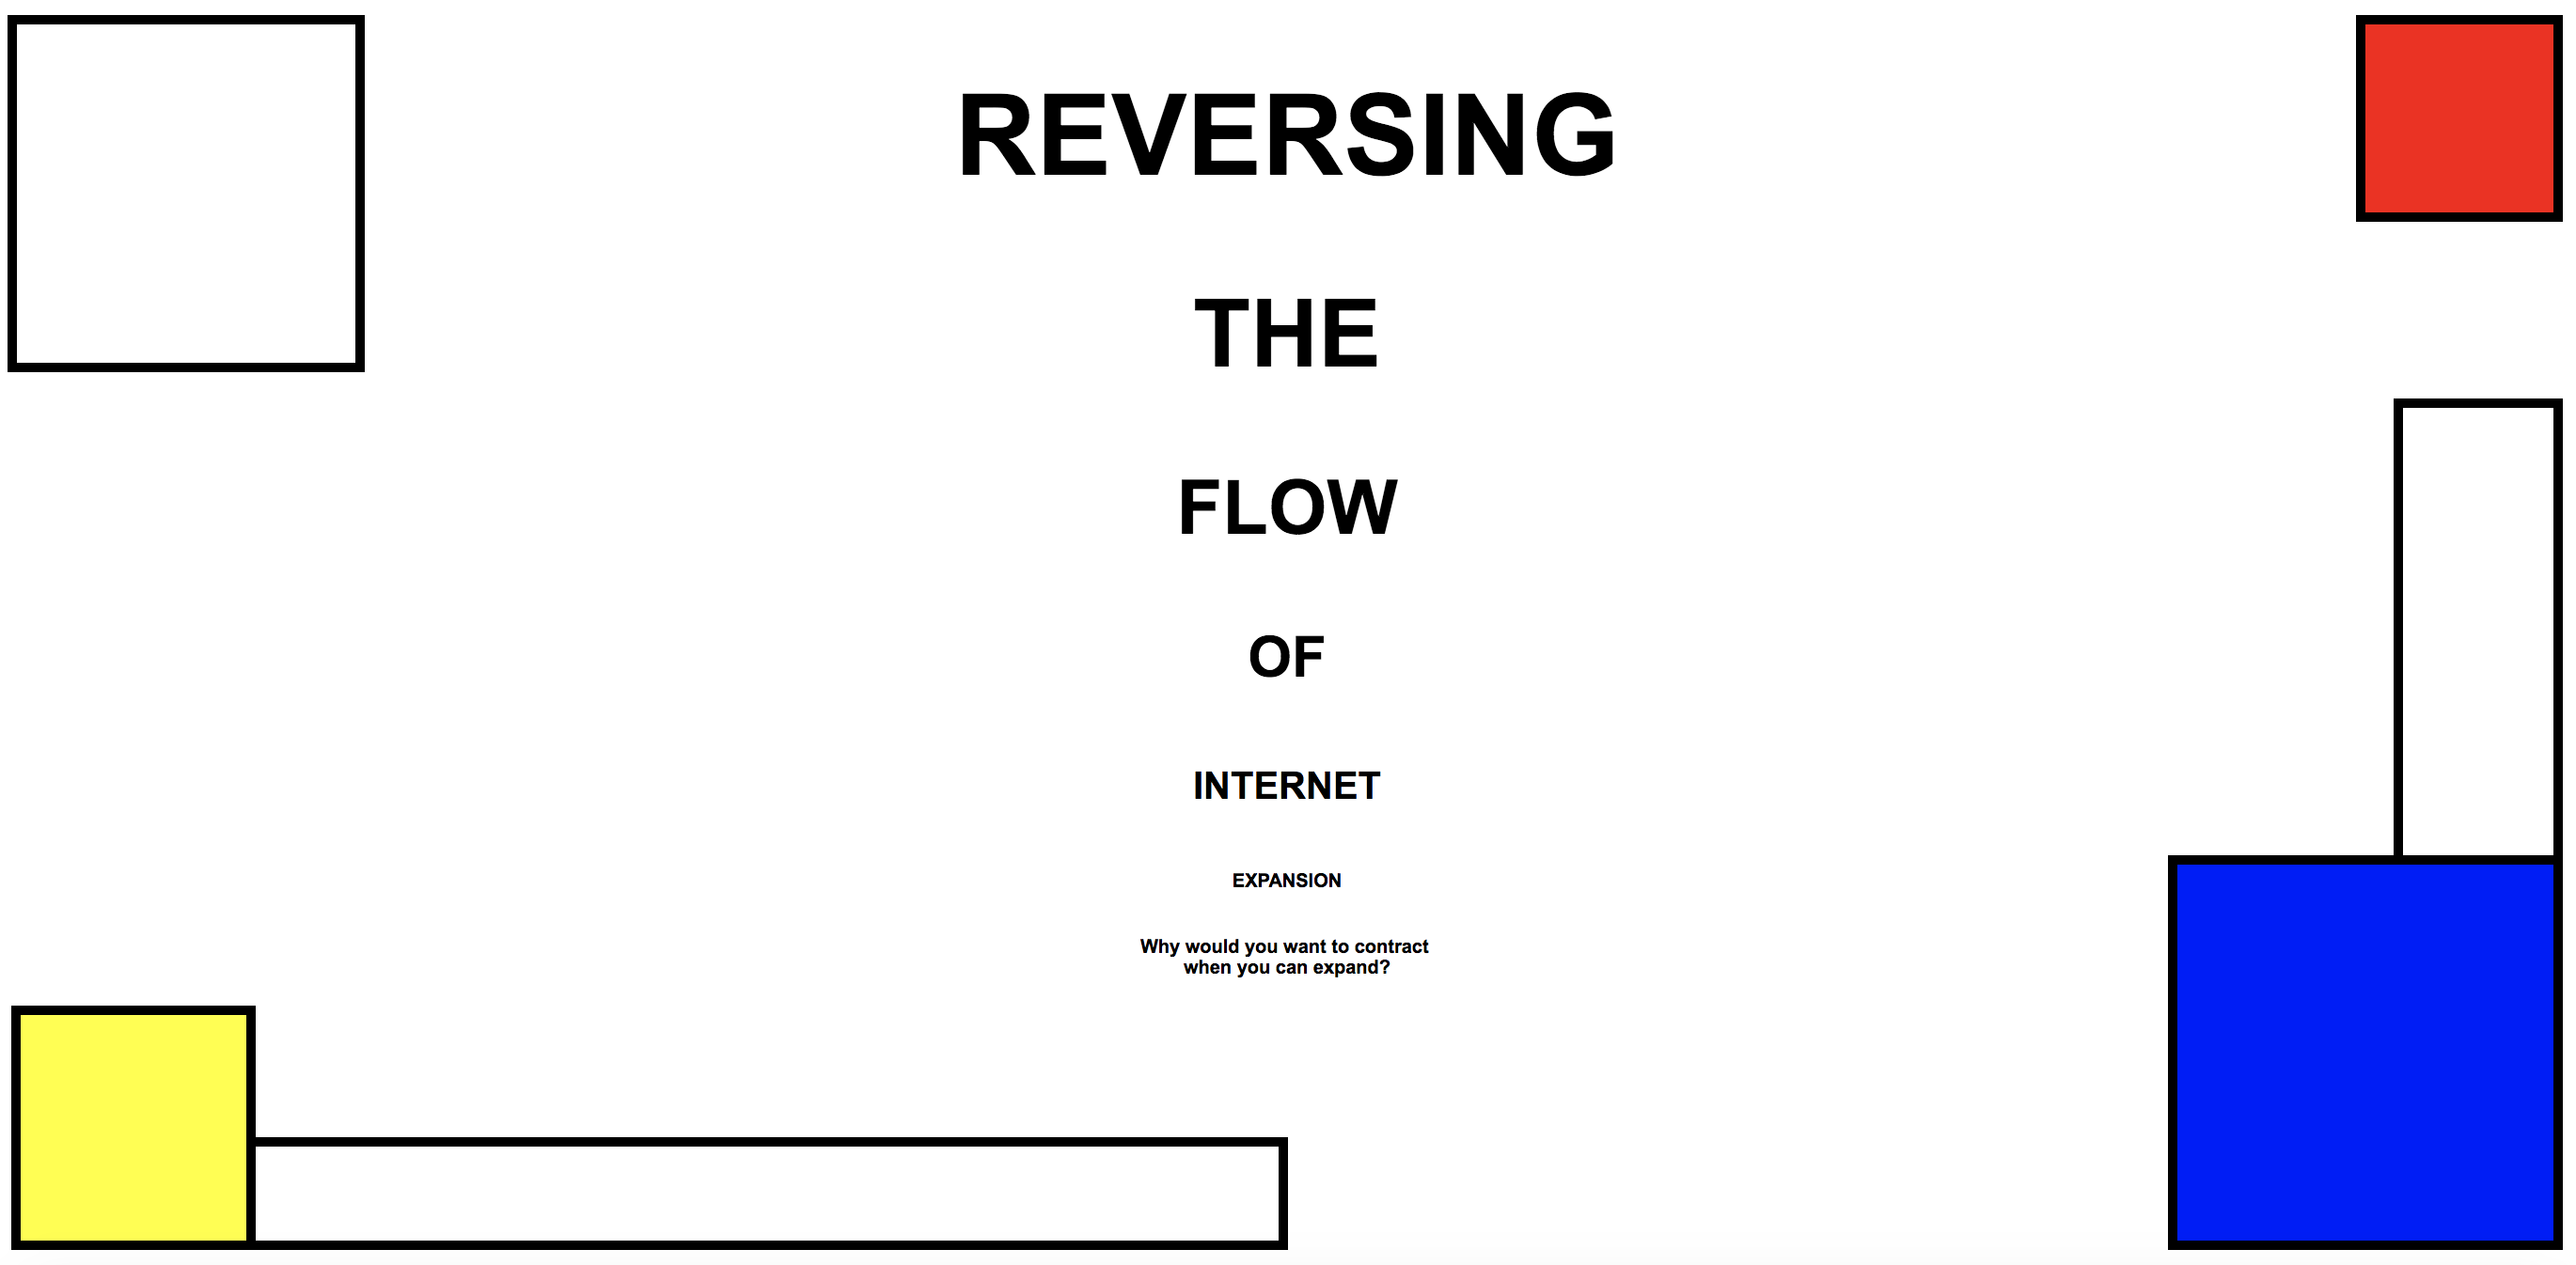 REVERSING
THE
FLOW
OF
INTERNET
EXPANSION
Why would you want to contract
when you can expand?